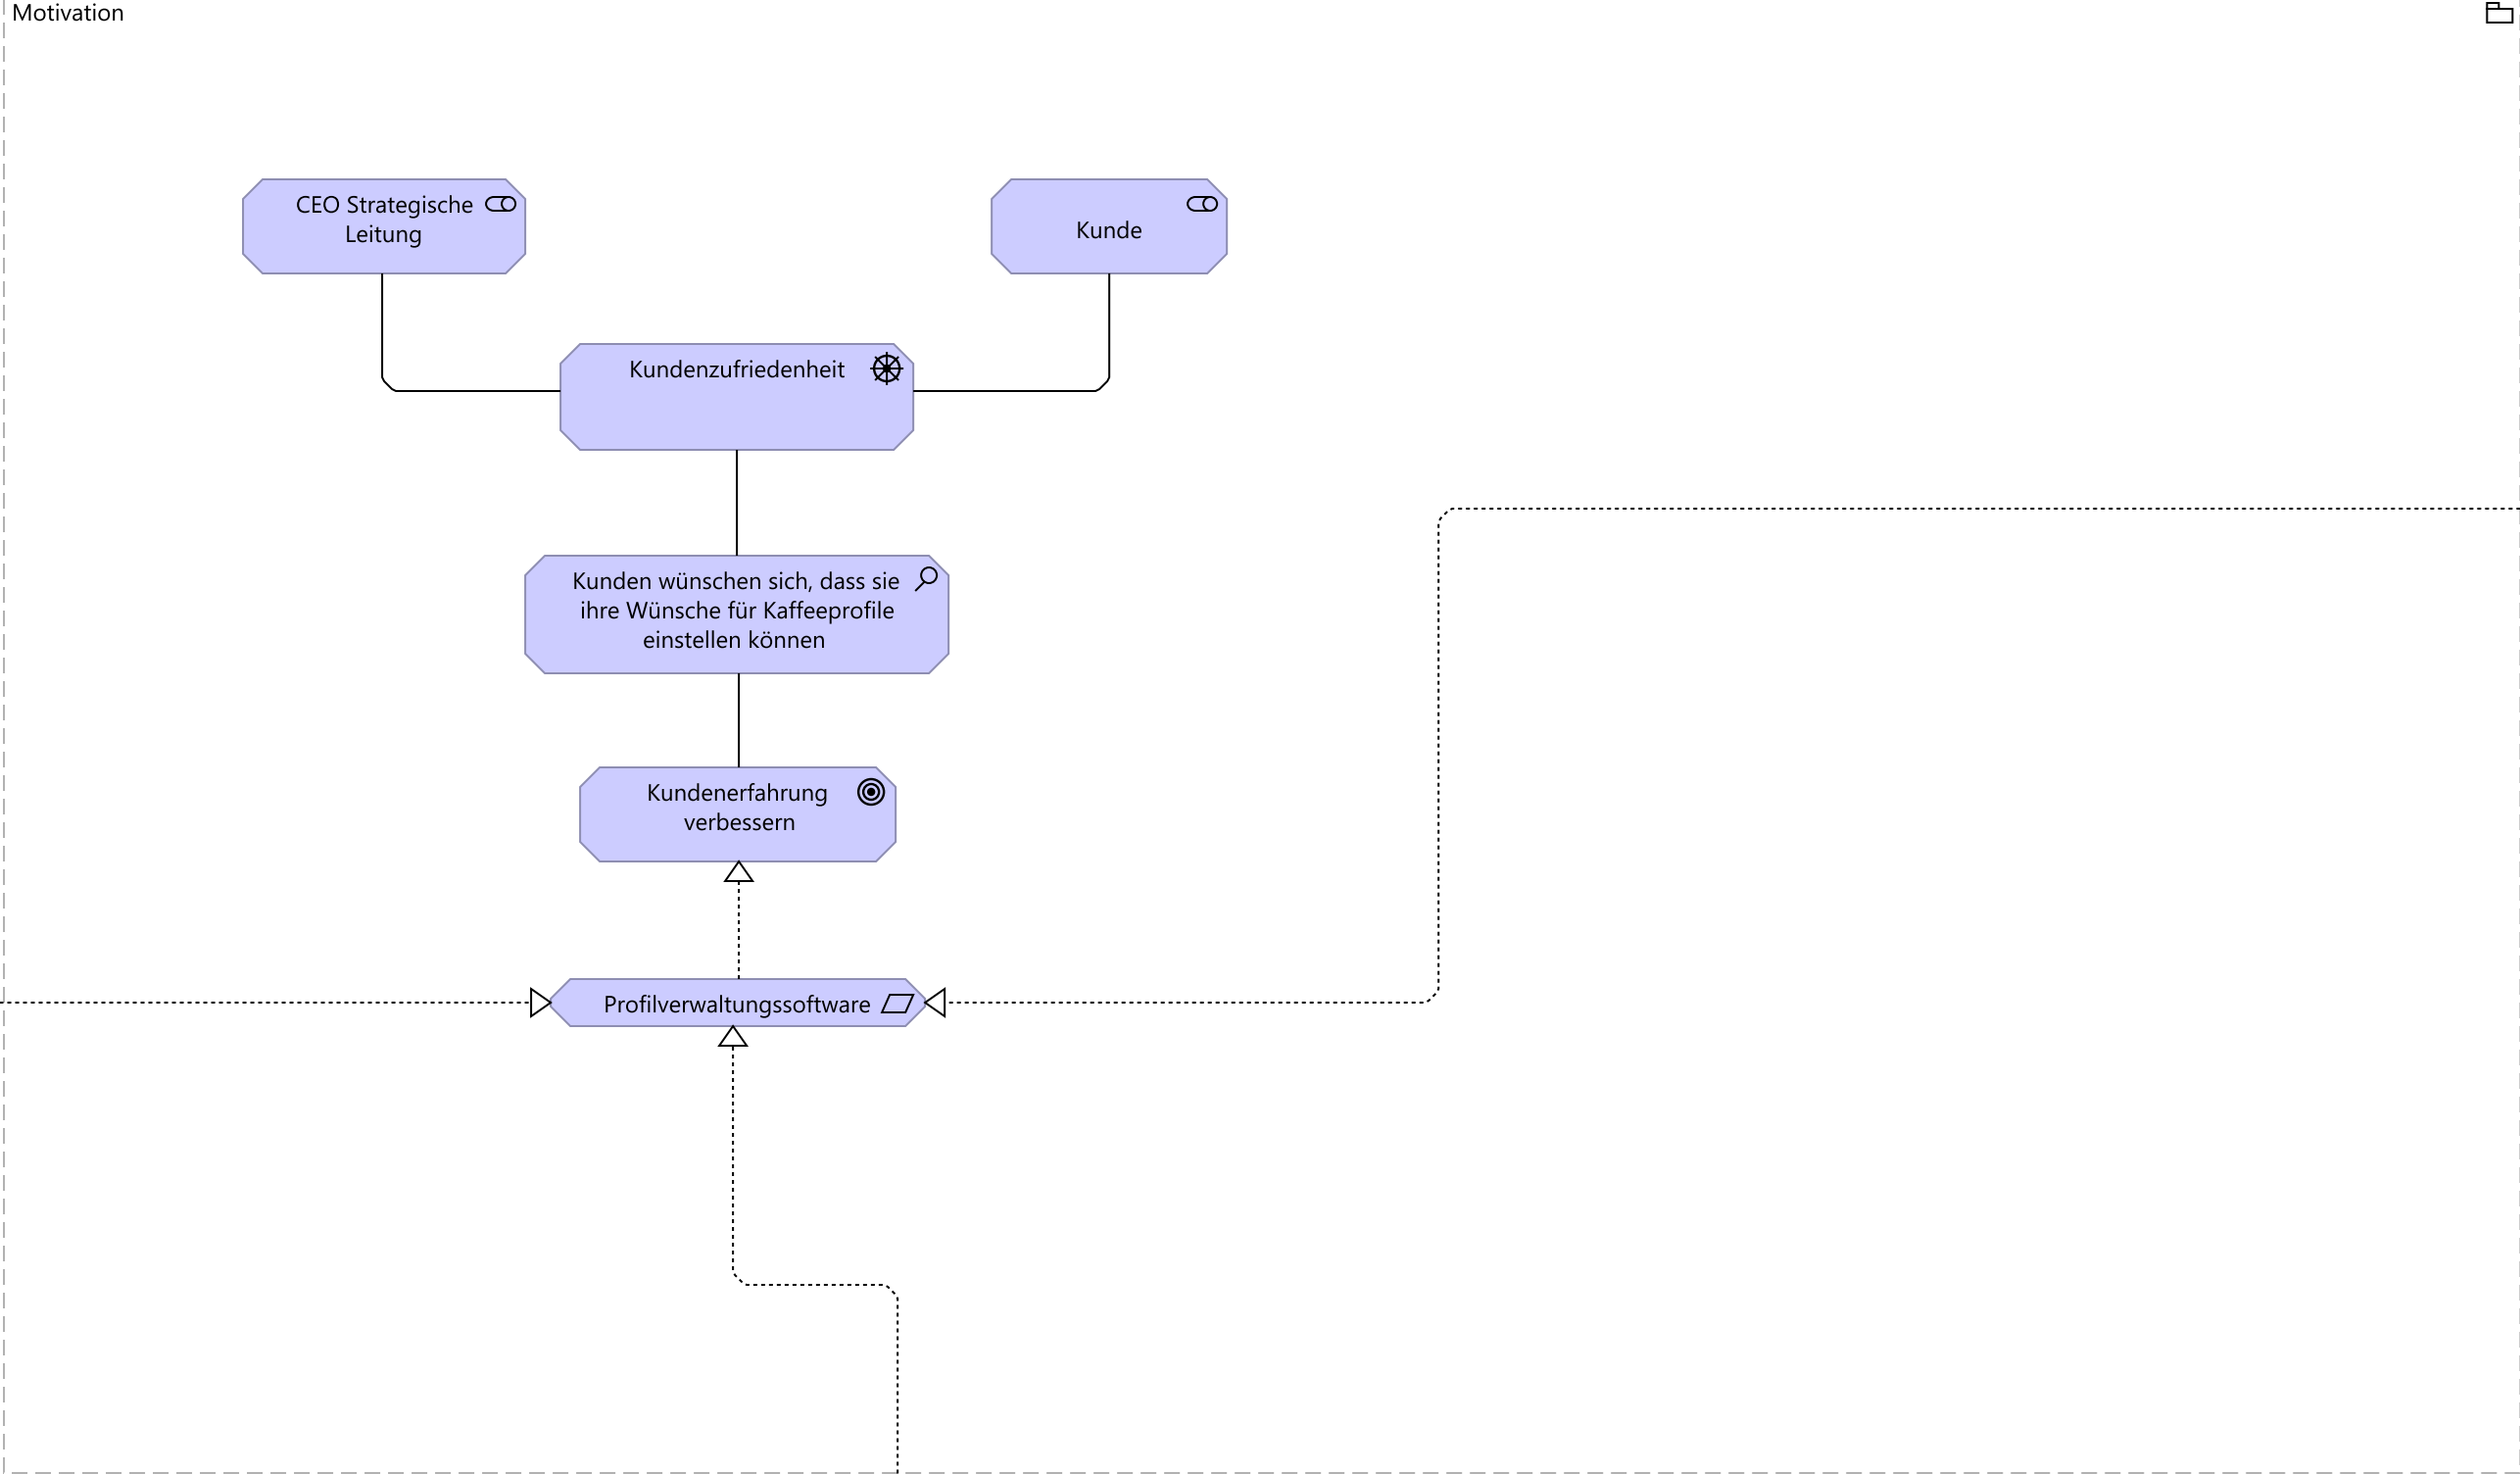 Motivation
CEO Strategische
Leitung
Kunde
Kundenzufriedenheit
Kunden wünschen sich, dass sie
ihre Wünsche für Kaffeeprofile
einstellen können
Kundenerfahrung
verbessern
Profilverwaltungssoftware